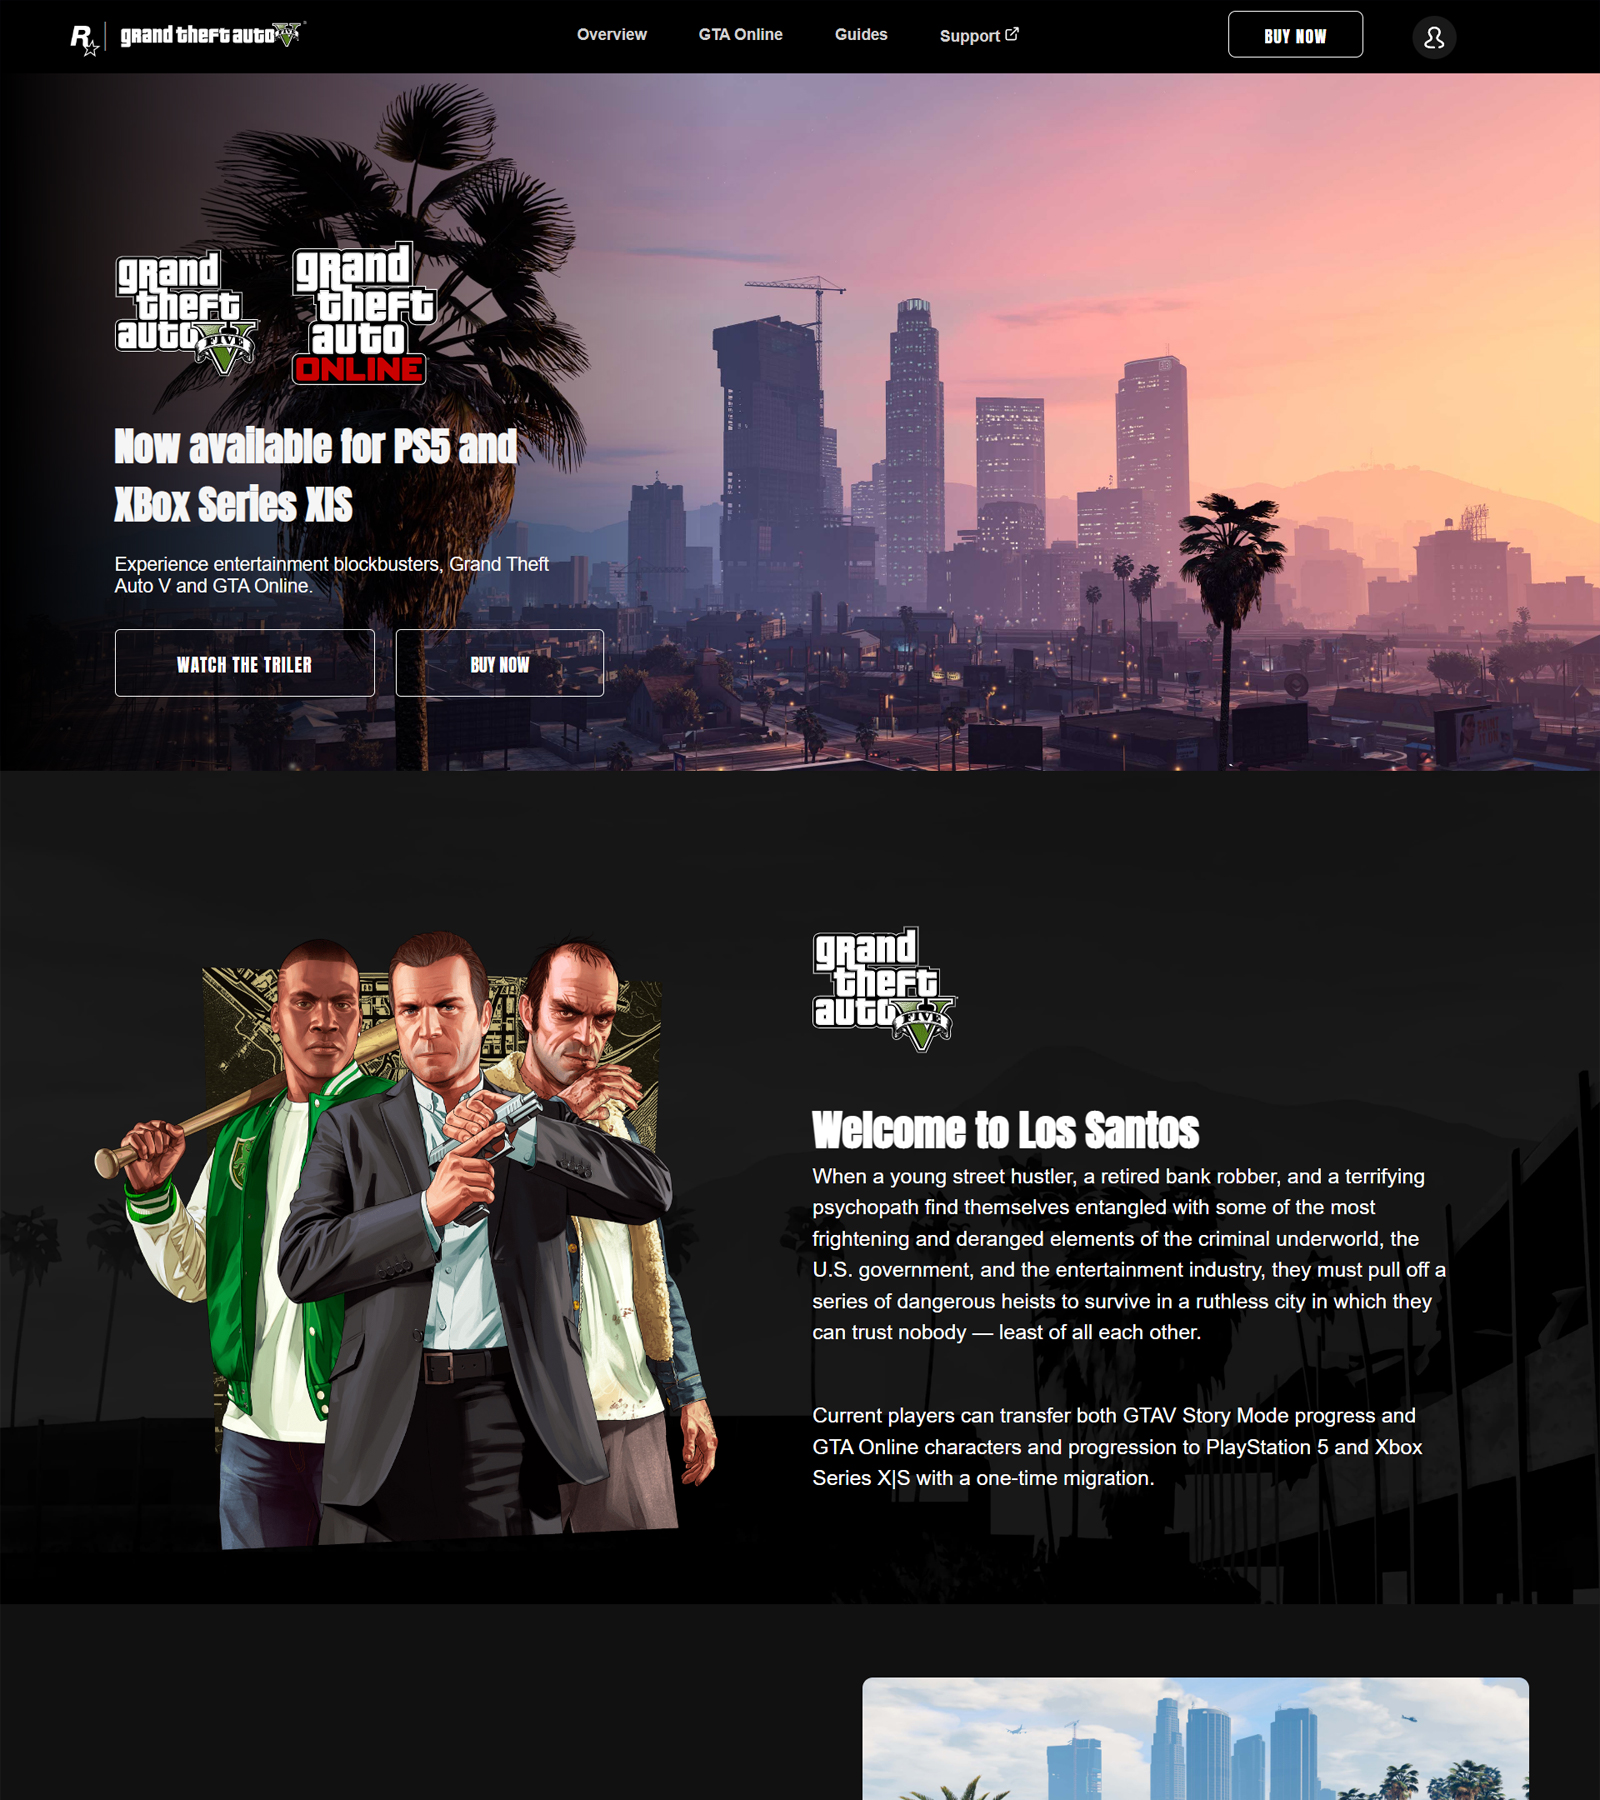 R
grand theft auto V FIVE
Overview
GTA Online
Guides
Support
BUY NOW
grand
theft
auto V
FIVE
grand
theft
auto
ONLINE
Now available for PS5 and
XBox Series XIS
Experience entertainment blockbusters, Grand Theft
Auto V and GTA Online.
WATCH THE TRILER
BUY NOW
grand
theft
auto V
FIVE
Welcome to Los Santos
When a young street hustler, a retired bank robber, and a terrifying
psychopath find themselves entangled with some of the most
frightening and deranged elements of the criminal underworld, the
U.S. government, and the entertainment industry, they must pull off a
series of dangerous heists to survive in a ruthless city in which they
can trust nobody — least of all each other.
Current players can transfer both GTAV Story Mode progress and
GTA Online characters and progression to PlayStation 5 and Xbox
Series X|S with a one-time migration.